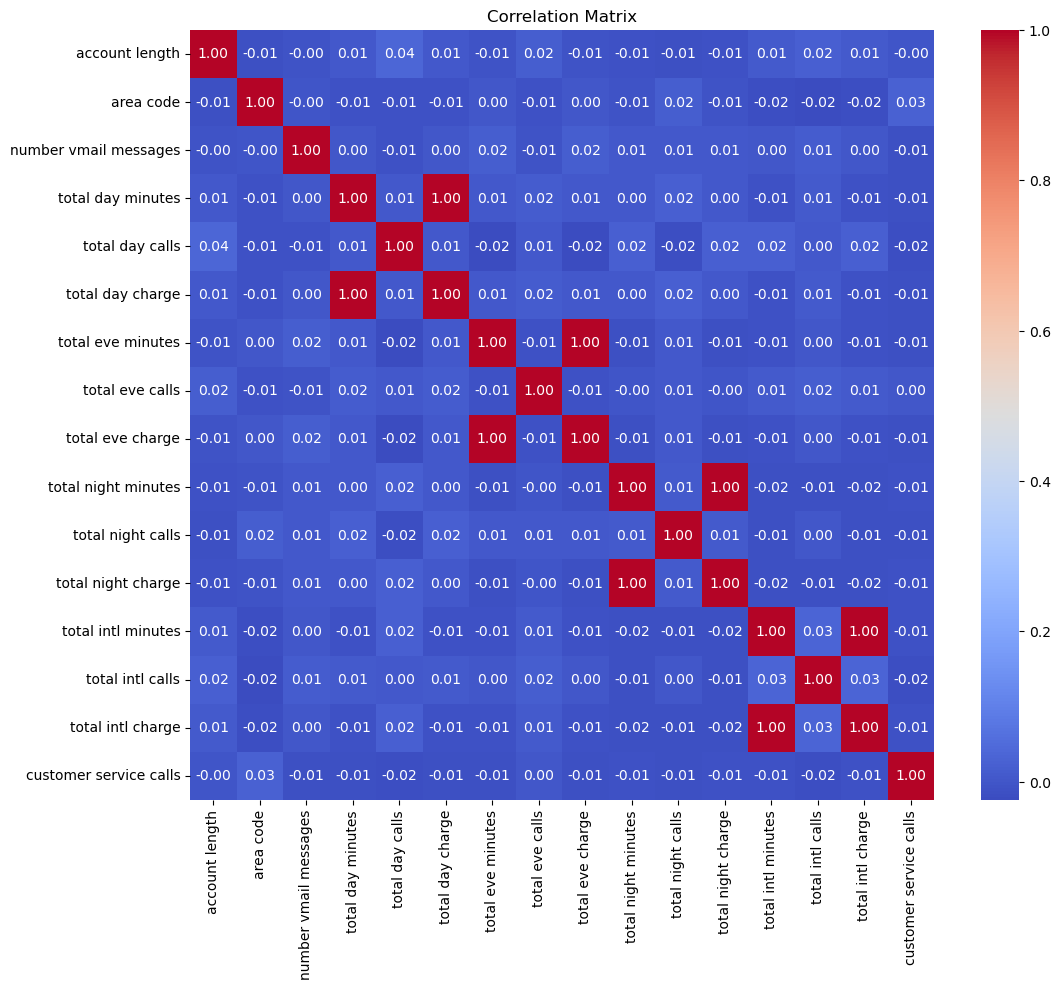 Correlation Matrix
account length 1.00 -0.01 -0.00 0.01 0.04 0.01 -0.01 0.02 -0.01 -0.01 -0.01 -0.01 0.01 0.02 0.01 -0.00
area code -0.01 1.00 -0.00 -0.01 -0.01 -0.01 0.00 -0.01 0.00 -0.01 0.02 -0.01 -0.02 -0.02 -0.02 0.03
number vmail messages -0.00 -0.00 1.00 0.00 -0.01 0.00 0.02 -0.01 0.02 0.01 0.01 0.01 0.00 0.01 0.00 -0.01
total day minutes 0.01 -0.01 0.00 1.00 0.01 1.00 0.01 0.02 0.01 0.00 0.02 0.00 -0.01 0.01 -0.01 -0.01
total day calls 0.04 -0.01 -0.01 0.01 1.00 0.01 -0.02 0.01 -0.02 0.02 -0.02 0.02 0.02 0.00 0.02 -0.02
total day charge 0.01 -0.01 0.00 1.00 0.01 1.00 0.01 0.02 0.01 0.00 0.02 0.00 -0.01 0.01 -0.01 -0.01
total eve minutes -0.01 0.00 0.02 0.01 -0.02 0.01 1.00 -0.01 1.00 -0.01 0.01 -0.01 -0.01 0.00 -0.01 -0.01
total eve calls 0.02 -0.01 -0.01 0.02 0.01 0.02 -0.01 1.00 -0.01 -0.00 0.01 -0.00 0.01 0.02 0.01 0.00
total eve charge -0.01 0.00 0.02 0.01 -0.02 0.01 1.00 -0.01 1.00 -0.01 0.01 -0.01 -0.01 0.00 -0.01 -0.01
total night minutes -0.01 -0.01 0.01 0.00 0.02 0.00 -0.01 -0.00 -0.01 1.00 0.01 1.00 -0.02 -0.01 -0.02 -0.01
total night calls -0.01 0.02 0.01 0.02 -0.02 0.02 0.01 0.01 0.01 0.01 1.00 0.01 -0.01 0.00 -0.01 -0.01
total night charge -0.01 -0.01 0.01 0.00 0.02 0.00 -0.01 -0.00 -0.01 1.00 0.01 1.00 -0.02 -0.01 -0.02 -0.01
total intl minutes 0.01 -0.02 0.00 -0.01 0.02 -0.01 -0.01 0.01 -0.01 -0.02 -0.01 -0.02 1.00 0.03 1.00 -0.01
total intl calls 0.02 -0.02 0.01 0.01 0.00 0.01 0.00 0.02 0.00 -0.01 0.00 -0.01 0.03 1.00 0.03 -0.02
total intl charge 0.01 -0.02 0.00 -0.01 0.02 -0.01 -0.01 0.01 -0.01 -0.02 -0.01 -0.02 1.00 0.03 1.00 -0.01
customer service calls -0.00 0.03 -0.01 -0.01 -0.02 -0.01 -0.01 0.00 -0.01 -0.01 -0.01 -0.01 -0.01 -0.02 -0.01 1.00
account length
area code
number vmail messages
total day minutes
total day calls
total day charge
total eve minutes
total eve calls
total eve charge
total night minutes
total night calls
total night charge
total intl minutes
total intl calls
total intl charge
customer service calls
1.0
0.8
0.6
0.4
0.2
0.0